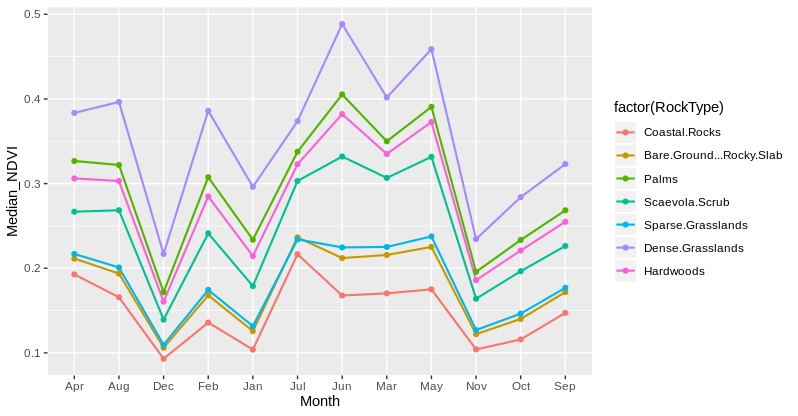 Median_NDVI
0.5
0.4
0.3
0.2
0.1
Apr Aug Dec Feb Jan Jul Jun Mar May Nov Oct Sep
Month
factor(RockType)
Coastal.Rocks
Bare.Ground...Rocky.Slab
Palms
Scaevola.Scrub
Sparse.Grasslands
Dense.Grasslands
Hardwoods